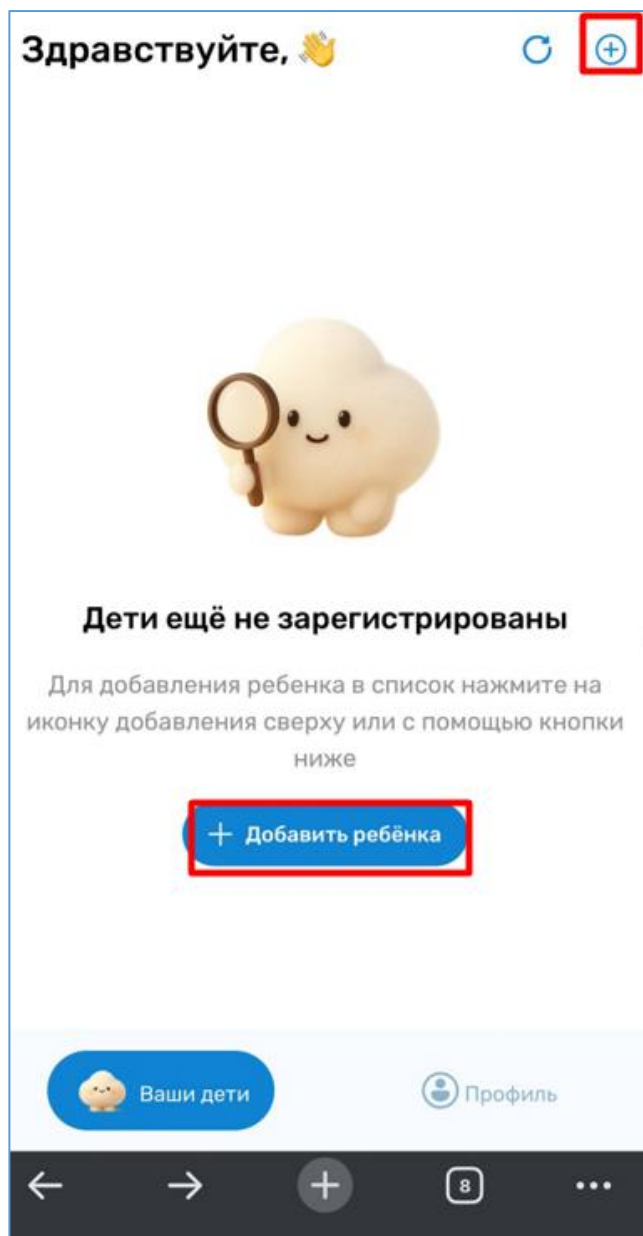 Здравствуйте, 👋
Дети ещё не зарегистрированы
Для добавления ребенка в список нажмите на
иконку добавления сверху или с помощью кнопки
ниже
+ Добавить ребёнка
Ваши дети
Профиль
8